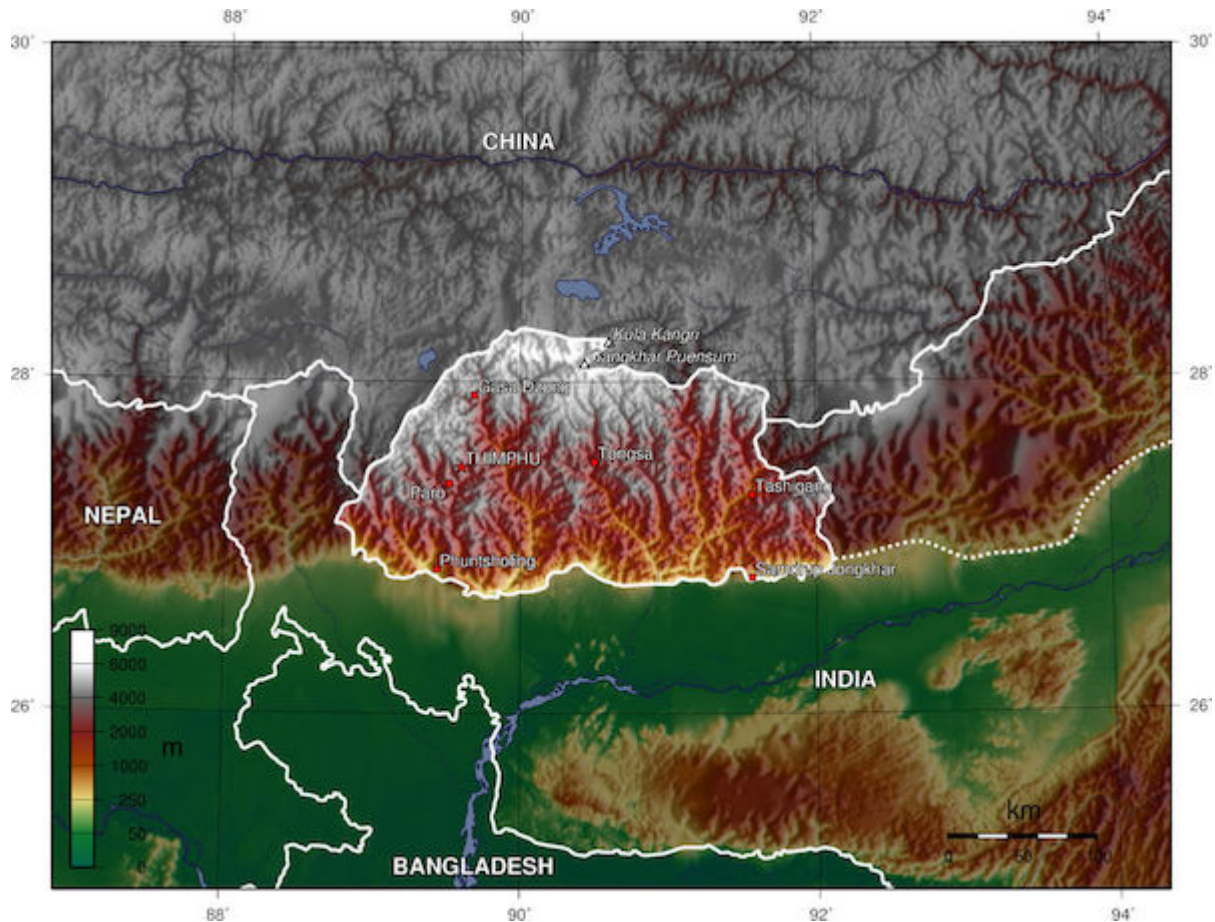 88° 90° 92° 94°
30° 30°
CHINA
Kula Kangri
Gangkhar Puensum
28° 28°
Gasa Dzong
THIMPHU
Tongsa
Paro
Tashigang
NEPAL
Phuntsholing
Samdrup Jongkhar
9000
6000
4000
2000
1000
250
50
0
m
INDIA
26° 26°
km
0 50 100
BANGLADESH
88° 90° 92° 94°